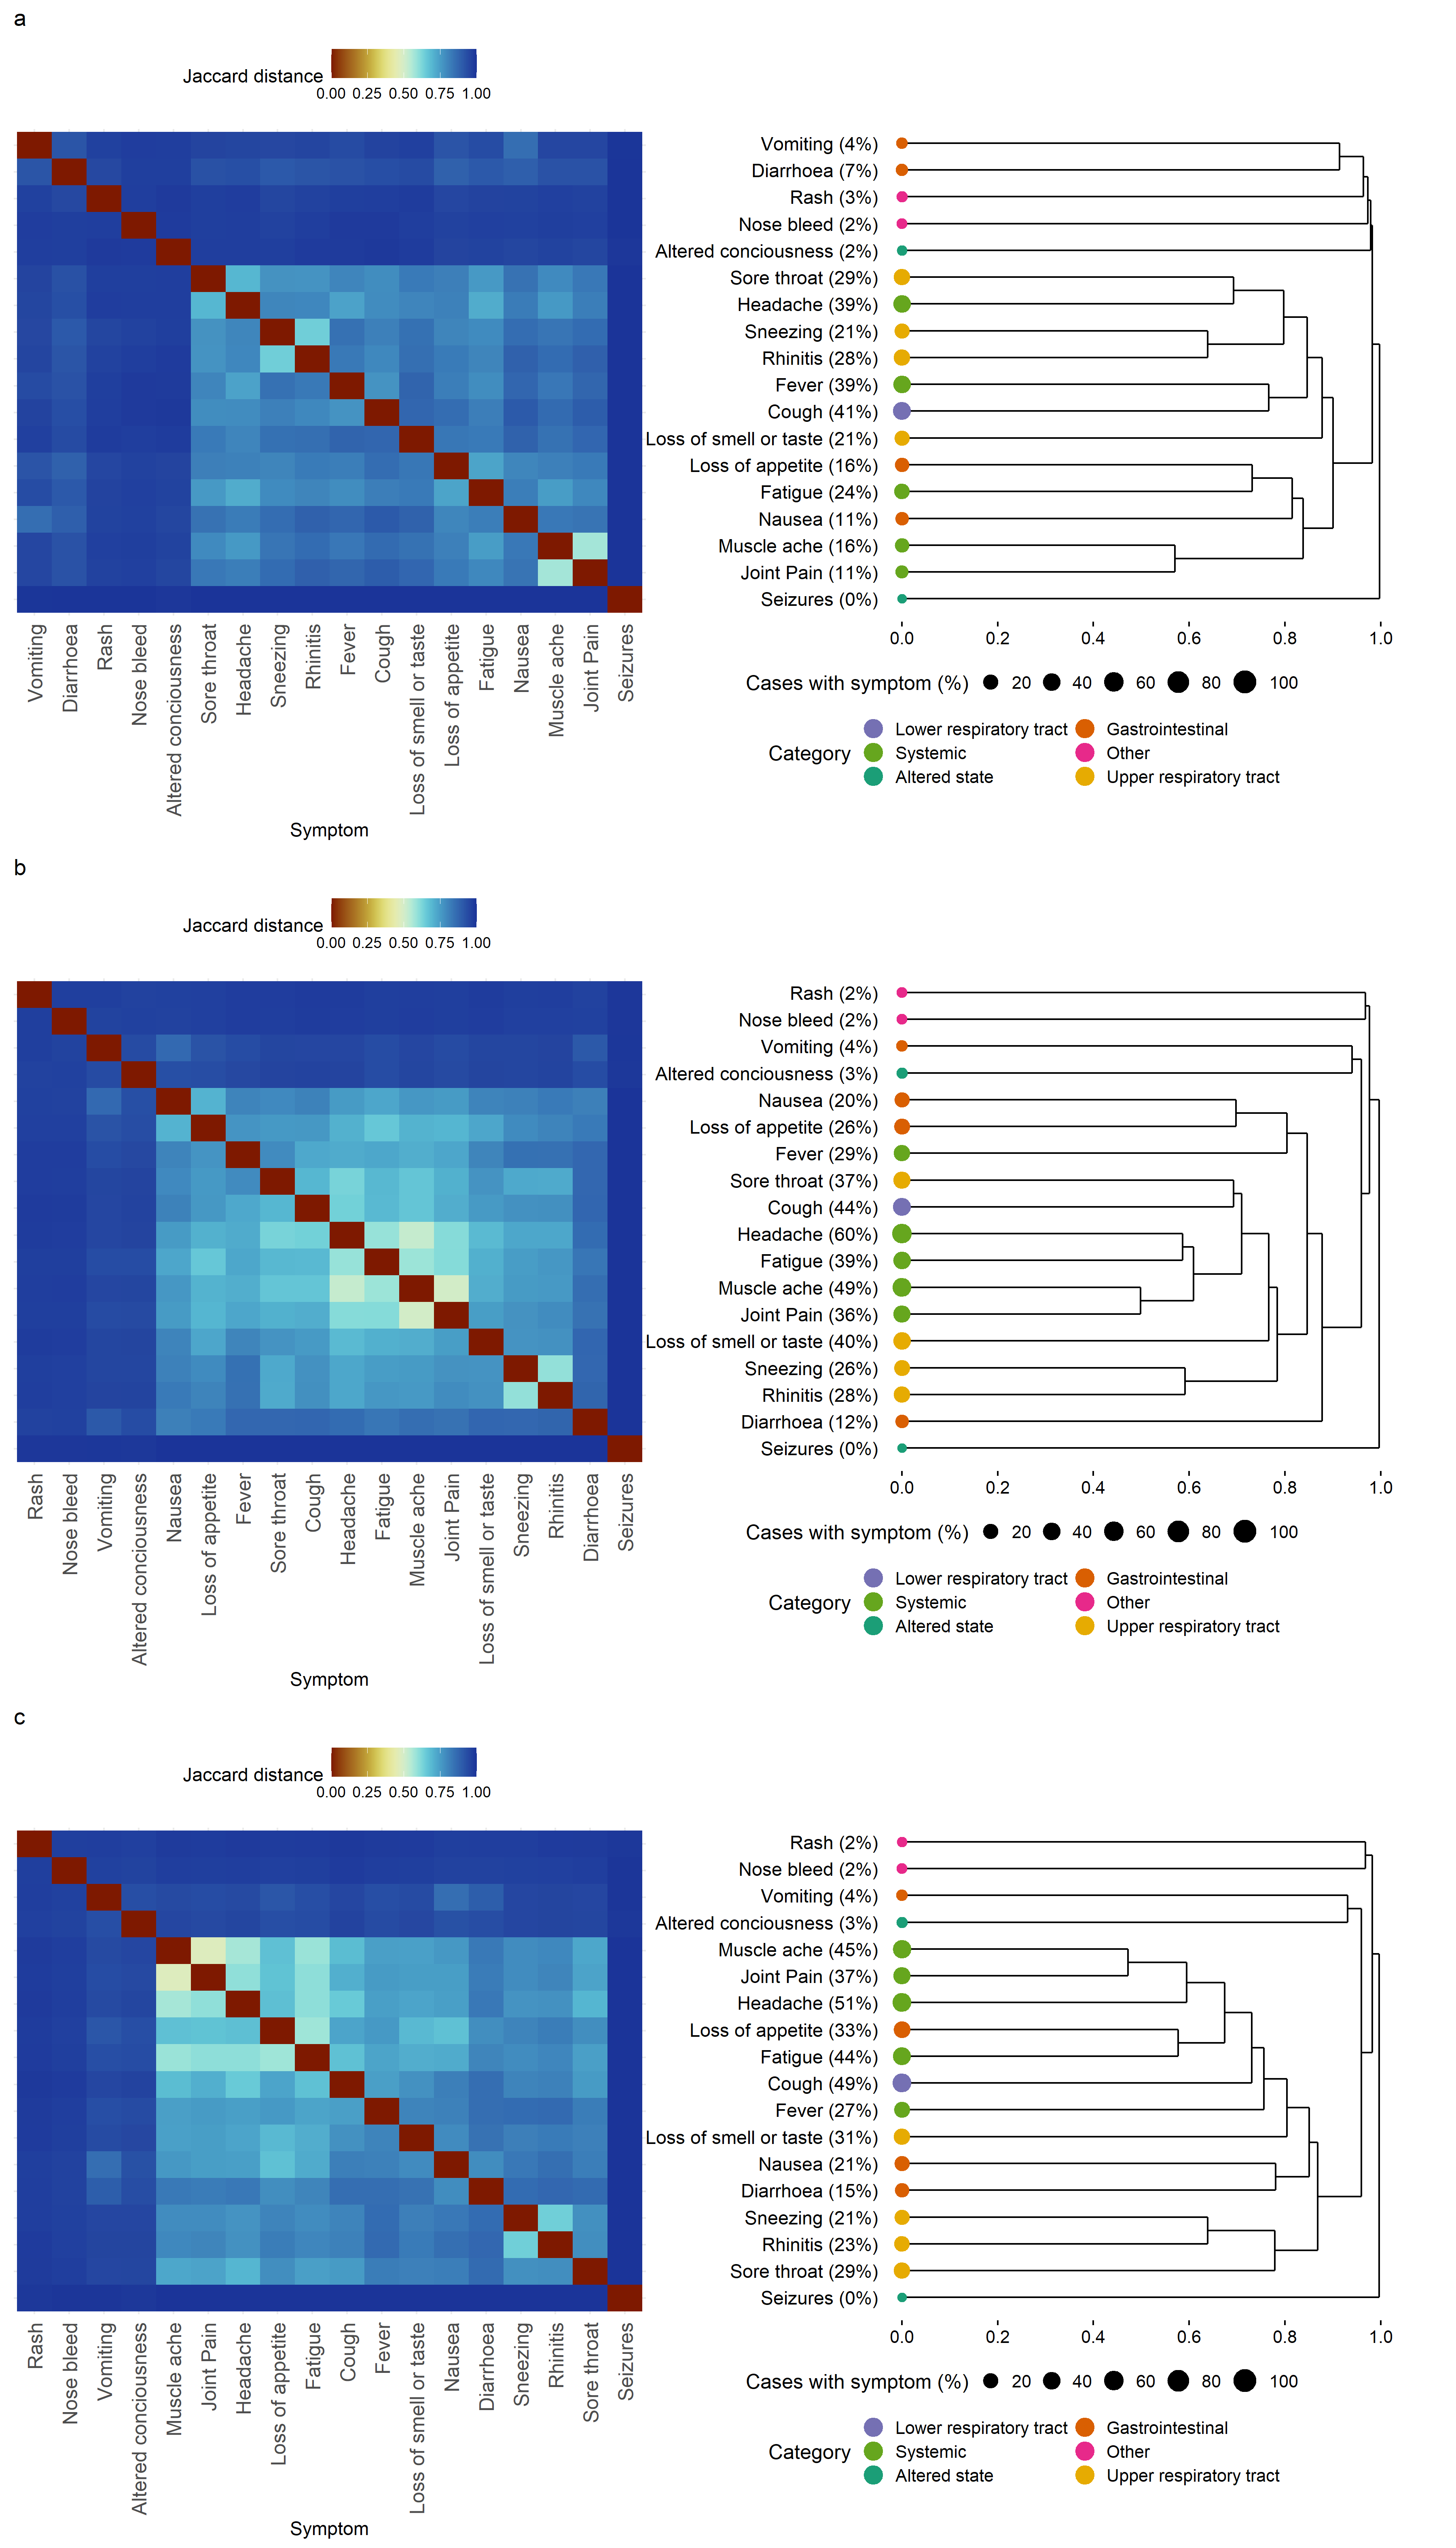 a
Jaccard distance
0.00 0.25 0.50 0.75 1.00
Vomiting (4%)
Diarrhoea (7%)
Rash (3%)
Nose bleed (2%)
Altered conciousness (2%)
Sore throat (29%)
Headache (39%)
Sneezing (21%)
Rhinitis (28%)
Fever (39%)
Cough (41%)
Loss of smell or taste (21%)
Loss of appetite (16%)
Fatigue (24%)
Nausea (11%)
Muscle ache (16%)
Joint Pain (11%)
Seizures (0%)
0.0 0.2 0.4 0.6 0.8 1.0
Vomiting
Diarrhoea
Rash
Nose bleed
Altered conciousness
Sore throat
Headache
Sneezing
Rhinitis
Fever
Cough
Loss of smell or taste
Loss of appetite
Fatigue
Nausea
Muscle ache
Joint Pain
Seizures
Symptom
Cases with symptom (%) 20 40 60 80 100
Category
Lower respiratory tract
Systemic
Altered state
Gastrointestinal
Other
Upper respiratory tract
b
Jaccard distance
0.00 0.25 0.50 0.75 1.00
Rash (2%)
Nose bleed (2%)
Vomiting (4%)
Altered conciousness (3%)
Nausea (20%)
Loss of appetite (26%)
Fever (29%)
Sore throat (37%)
Cough (44%)
Headache (60%)
Fatigue (39%)
Muscle ache (49%)
Joint Pain (36%)
Loss of smell or taste (40%)
Sneezing (26%)
Rhinitis (28%)
Diarrhoea (12%)
Seizures (0%)
0.0 0.2 0.4 0.6 0.8 1.0
Rash
Nose bleed
Vomiting
Altered conciousness
Nausea
Loss of appetite
Fever
Sore throat
Cough
Headache
Fatigue
Muscle ache
Joint Pain
Loss of smell or taste
Sneezing
Rhinitis
Diarrhoea
Seizures
Symptom
Cases with symptom (%) 20 40 60 80 100
Category
Lower respiratory tract
Systemic
Altered state
Gastrointestinal
Other
Upper respiratory tract
c
Jaccard distance
0.00 0.25 0.50 0.75 1.00
Rash (2%)
Nose bleed (2%)
Vomiting (4%)
Altered conciousness (3%)
Muscle ache (45%)
Joint Pain (37%)
Headache (51%)
Loss of appetite (33%)
Fatigue (44%)
Cough (49%)
Fever (27%)
Loss of smell or taste (31%)
Nausea (21%)
Diarrhoea (15%)
Sneezing (21%)
Rhinitis (23%)
Sore throat (29%)
Seizures (0%)
0.0 0.2 0.4 0.6 0.8 1.0
Rash
Nose bleed
Vomiting
Altered conciousness
Muscle ache
Joint Pain
Headache
Loss of appetite
Fatigue
Cough
Fever
Loss of smell or taste
Nausea
Diarrhoea
Sneezing
Rhinitis
Sore throat
Seizures
Symptom
Cases with symptom (%) 20 40 60 80 100
Category
Lower respiratory tract
Systemic
Altered state
Gastrointestinal
Other
Upper respiratory tract